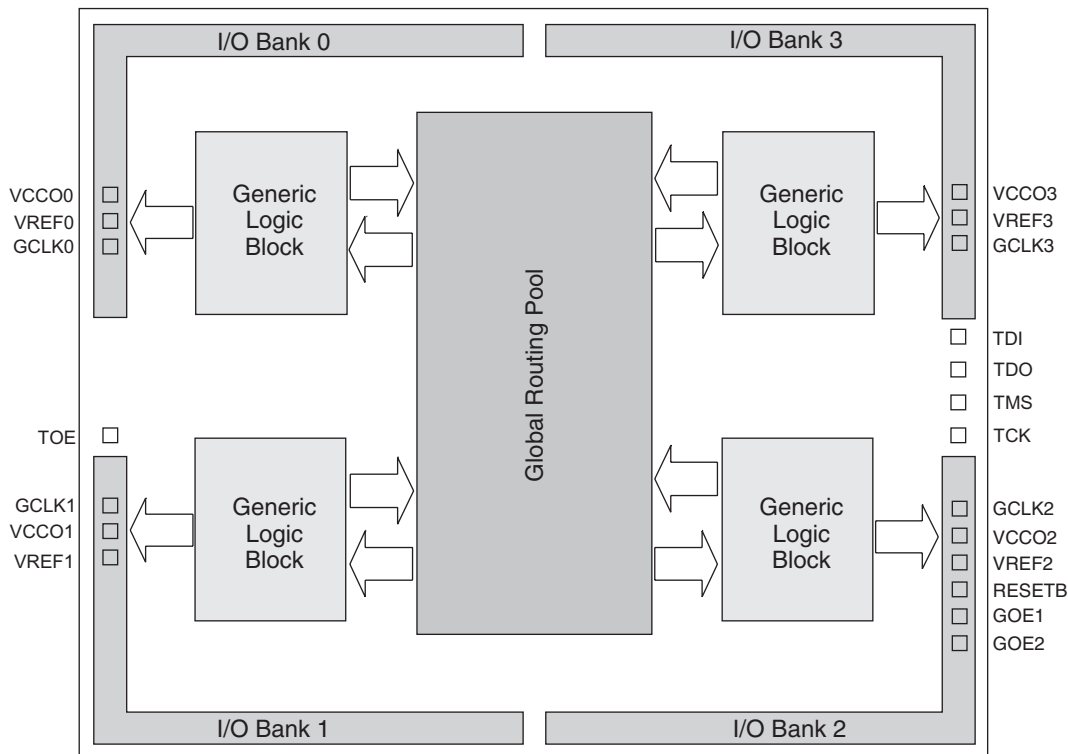 I/O Bank 0
I/O Bank 3
VCCO0
VREF0
GCLK0
Generic
Logic
Block
Global Routing Pool
Generic
Logic
Block
VCCO3
VREF3
GCLK3
TDI
TDO
TMS
TCK
TOE
GCLK1
VCCO1
VREF1
Generic
Logic
Block
Generic
Logic
Block
GCLK2
VCCO2
VREF2
RESETB
GOE1
GOE2
I/O Bank 1
I/O Bank 2